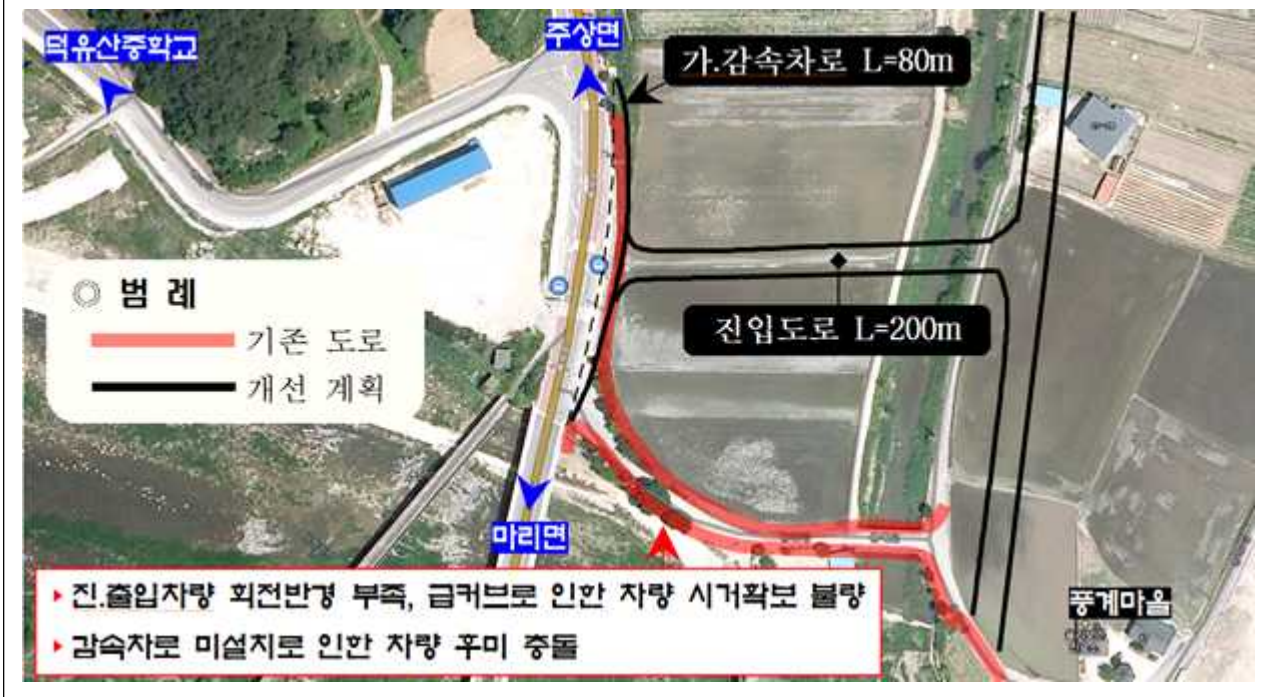 덕유산중학교
주상면
가.감속차로 L=80m
◎ 범 례
기존 도로
개선 계획
진입도로 L=200m
마리면
풍계마을
▸ 진.출입차량 회전반경 부족, 급커브로 인한 차량 시거확보 불량
▸ 감속차로 미설치로 인한 차량 후미 충돌